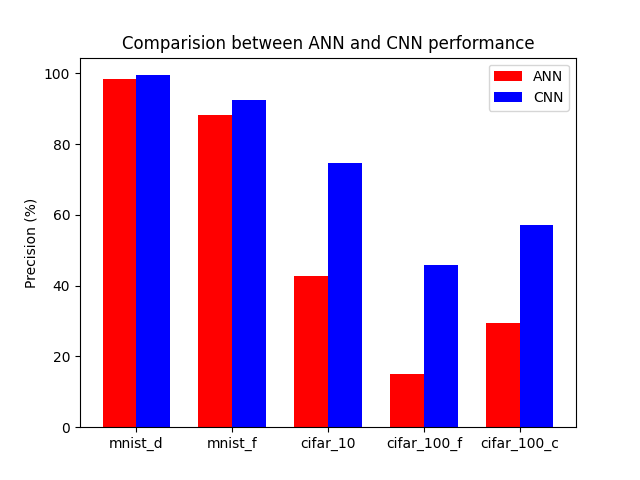 Comparision between ANN and CNN performance
ANN
CNN
Precision (%)
100
80
60
40
20
0
mnist_d
mnist_f
cifar_10
cifar_100_f
cifar_100_c